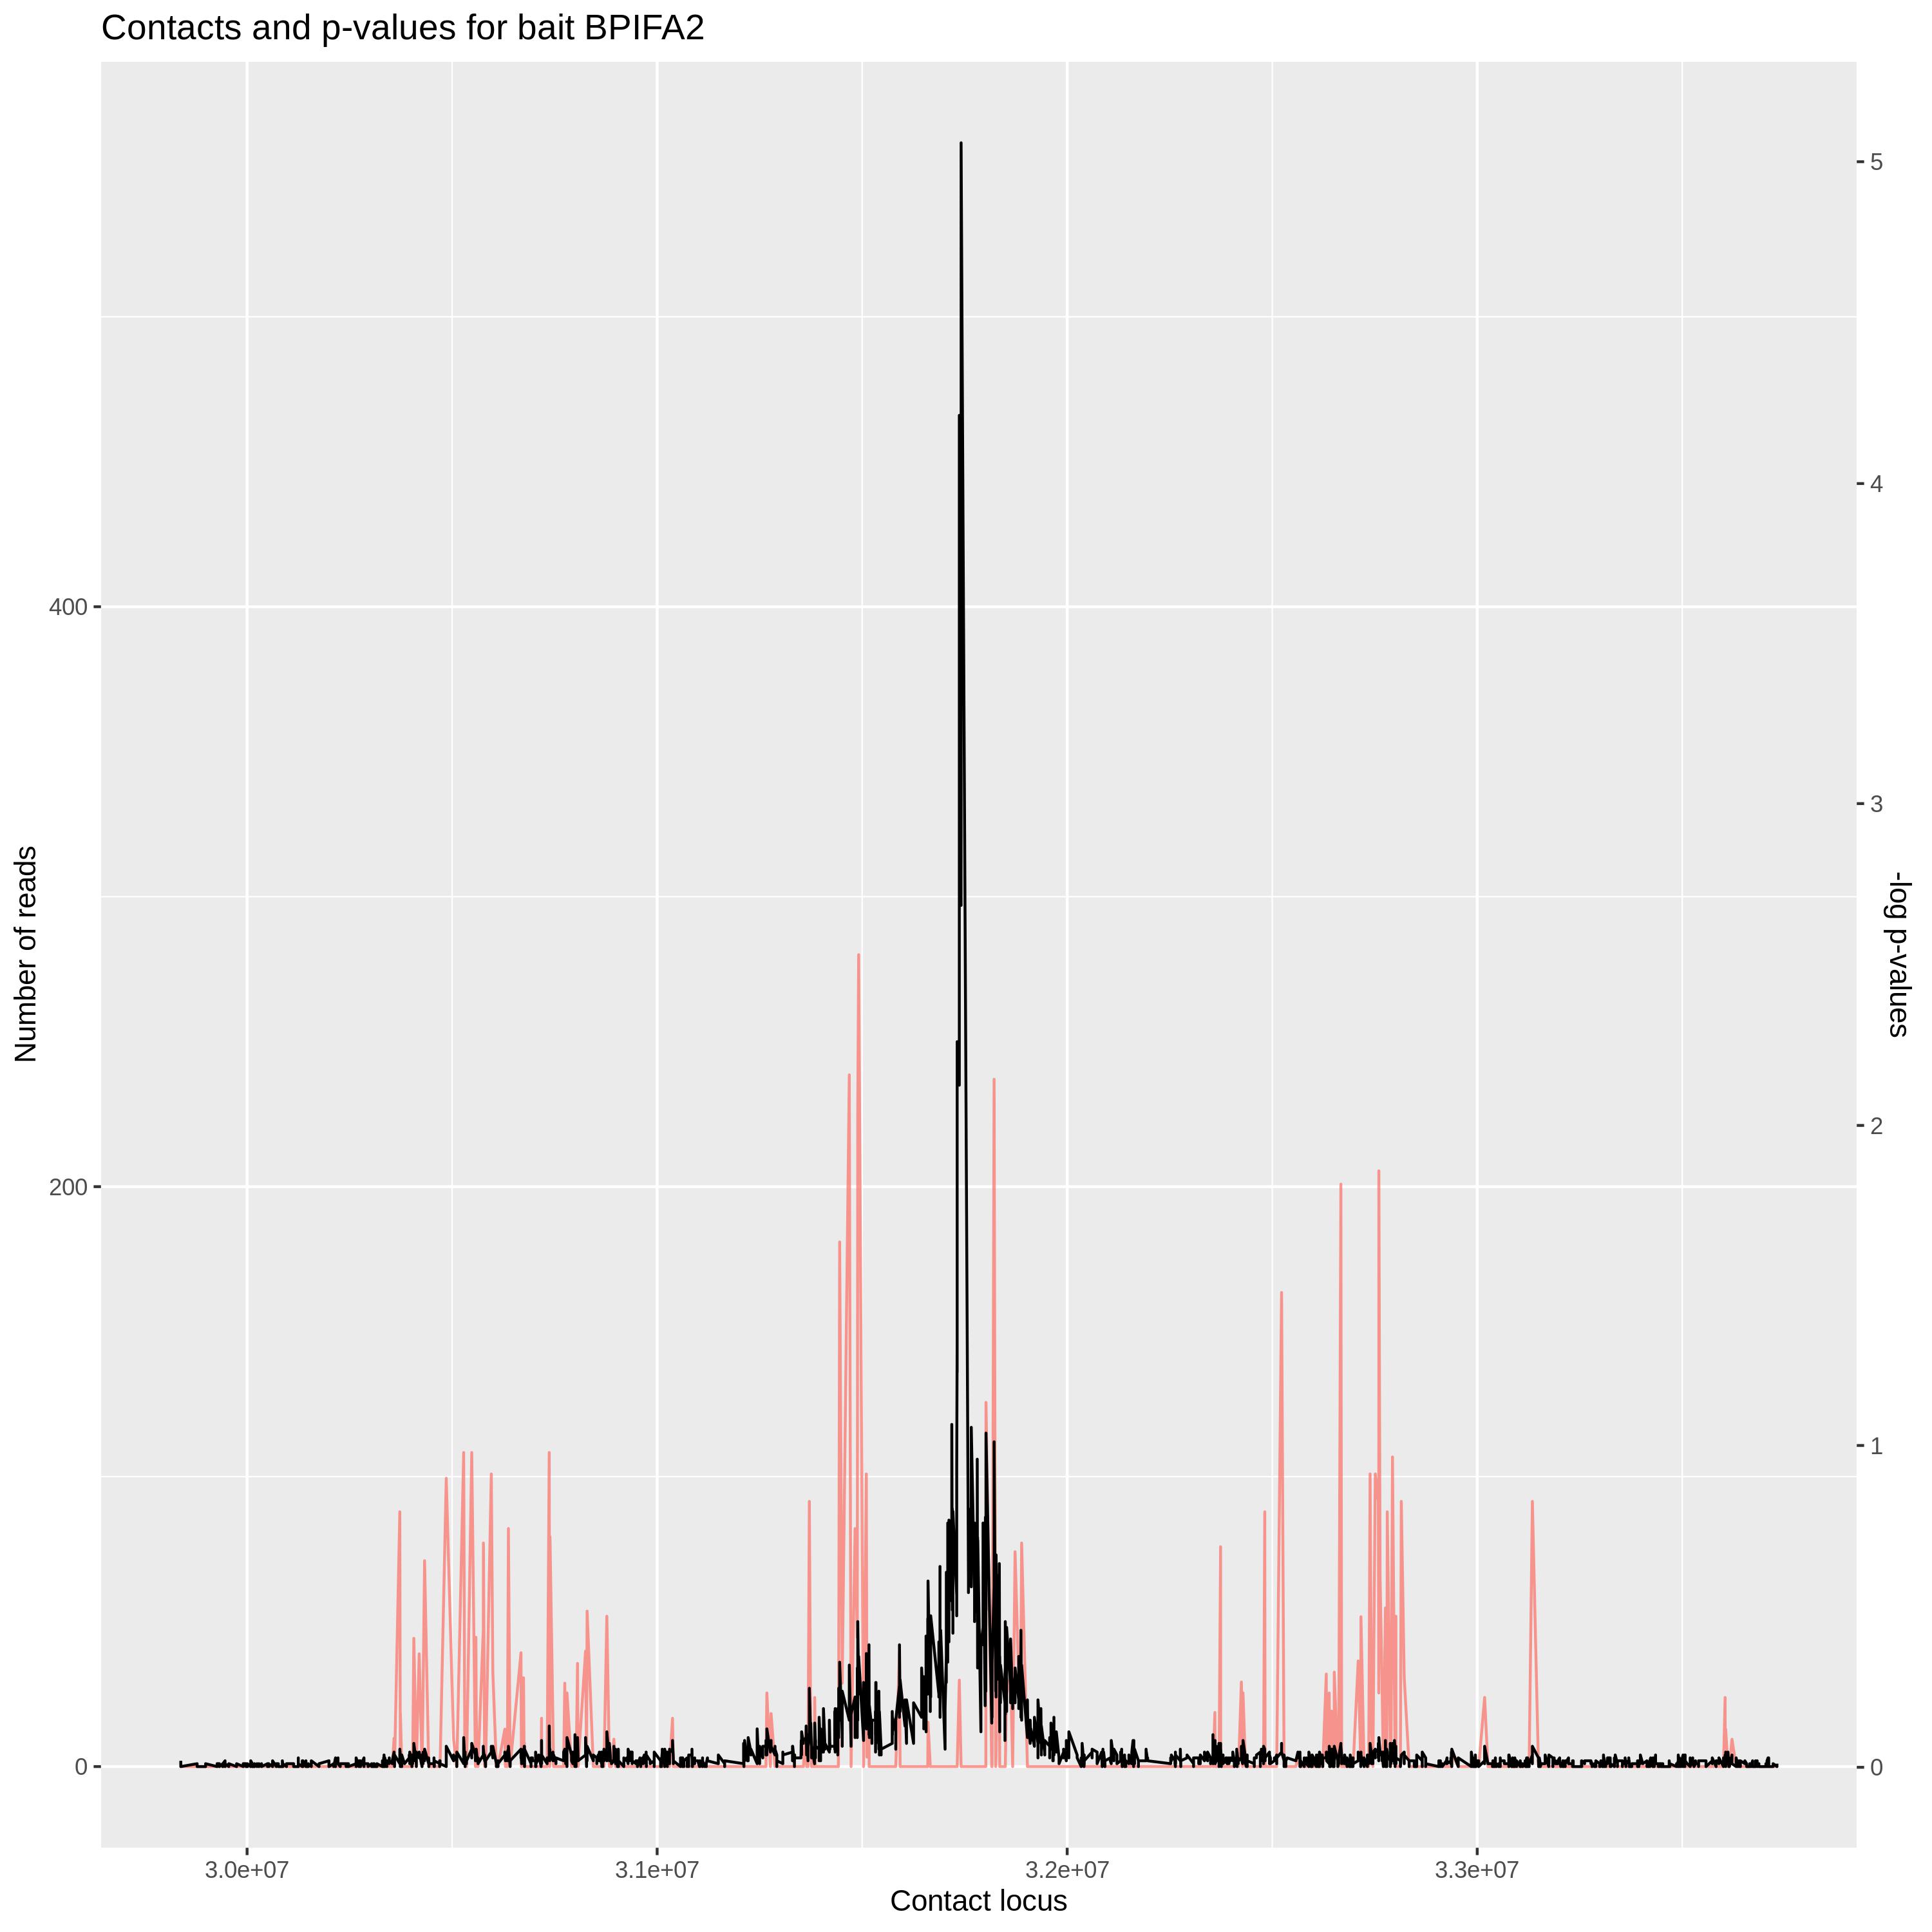 Contacts and p-values for bait BPIFA2
Number of reads
400
200
0
5
4
3
2
1
0
-log p-values
3.0e+07 3.1e+07 3.2e+07 3.3e+07
Contact locus